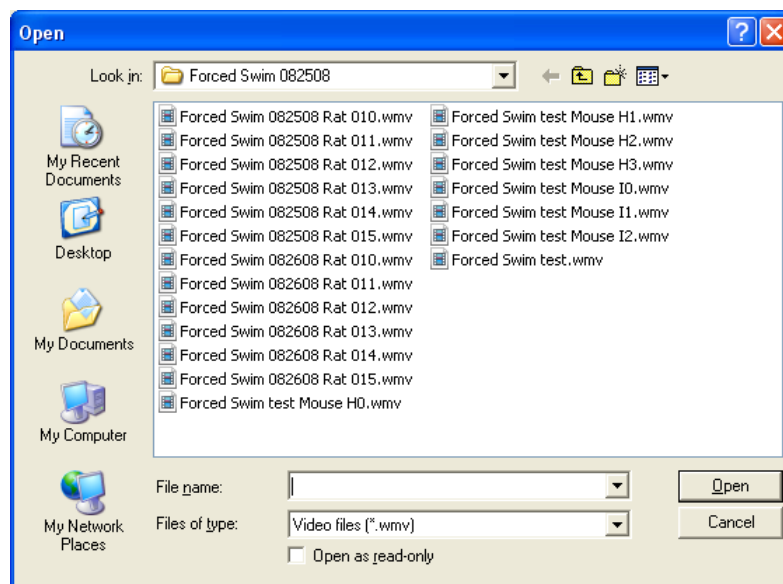 Open
Look in: Forced Swim 082508
My Recent
Documents
Desktop
My Documents
My Computer
My Network
Places
Forced Swim 082508 Rat 010.wmv
Forced Swim 082508 Rat 011.wmv
Forced Swim 082508 Rat 012.wmv
Forced Swim 082508 Rat 013.wmv
Forced Swim 082508 Rat 014.wmv
Forced Swim 082508 Rat 015.wmv
Forced Swim 082608 Rat 010.wmv
Forced Swim 082608 Rat 011.wmv
Forced Swim 082608 Rat 012.wmv
Forced Swim 082608 Rat 013.wmv
Forced Swim 082608 Rat 014.wmv
Forced Swim 082608 Rat 015.wmv
Forced Swim test Mouse H0.wmv
Forced Swim test Mouse H1.wmv
Forced Swim test Mouse H2.wmv
Forced Swim test Mouse H3.wmv
Forced Swim test Mouse I0.wmv
Forced Swim test Mouse I1.wmv
Forced Swim test Mouse I2.wmv
Forced Swim test.wmv
File name:
Open
Files of type: Video files (*.wmv)
Cancel
Open as read-only